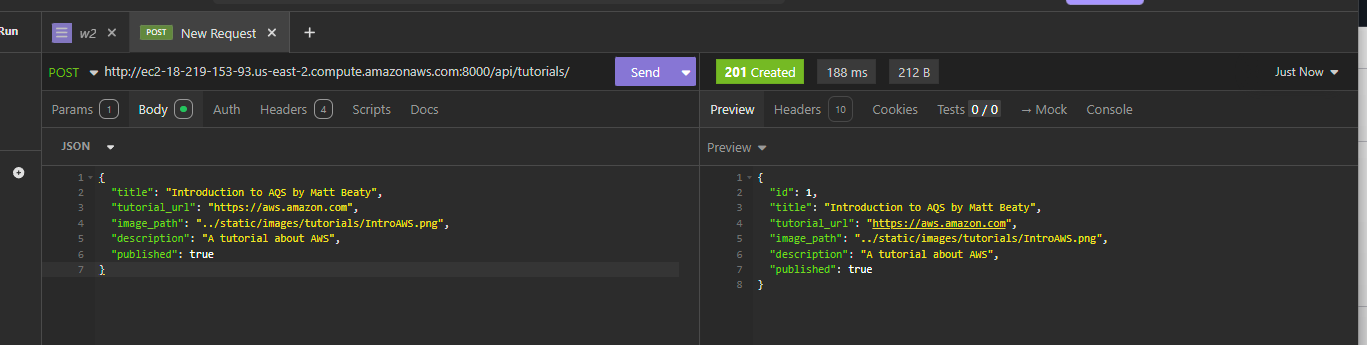 Run
w2 ×
POST New Request × +
POST http://ec2-18-219-153-93.us-east-2.compute.amazonaws.com:8000/api/tutorials/ Send
201 Created 188 ms 212 B Just Now
Params 1 Body Auth Headers 4 Scripts Docs
Preview Headers 10 Cookies Tests 0 / 0 → Mock Console
JSON
Preview
1 {
2 "title": "Introduction to AQS by Matt Beaty",
3 "tutorial_url": "https://aws.amazon.com",
4 "image_path": "../static/images/tutorials/IntroAWS.png",
5 "description": "A tutorial about AWS",
6 "published": true
7 }
1 {
2 "id": 1,
3 "title": "Introduction to AQS by Matt Beaty",
4 "tutorial_url": "https://aws.amazon.com",
5 "image_path": "../static/images/tutorials/IntroAWS.png",
6 "description": "A tutorial about AWS",
7 "published": true
8 }